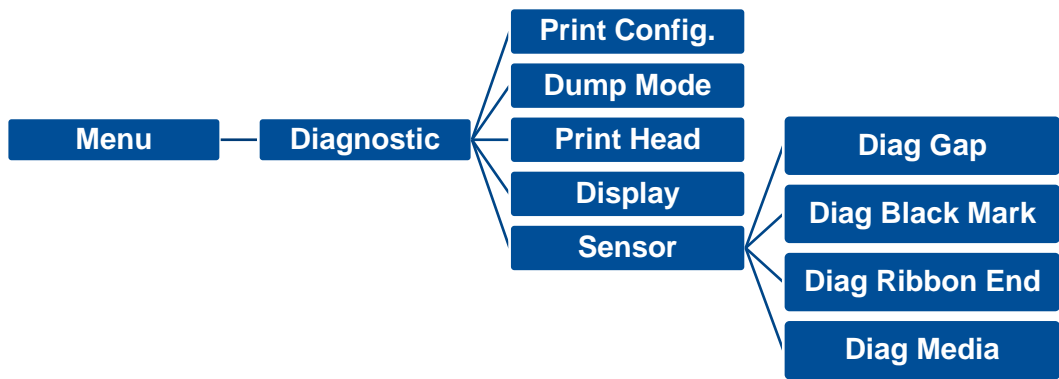 Menu
Diagnostic
Print Config.
Dump Mode
Print Head
Display
Sensor
Diag Gap
Diag Black Mark
Diag Ribbon End
Diag Media